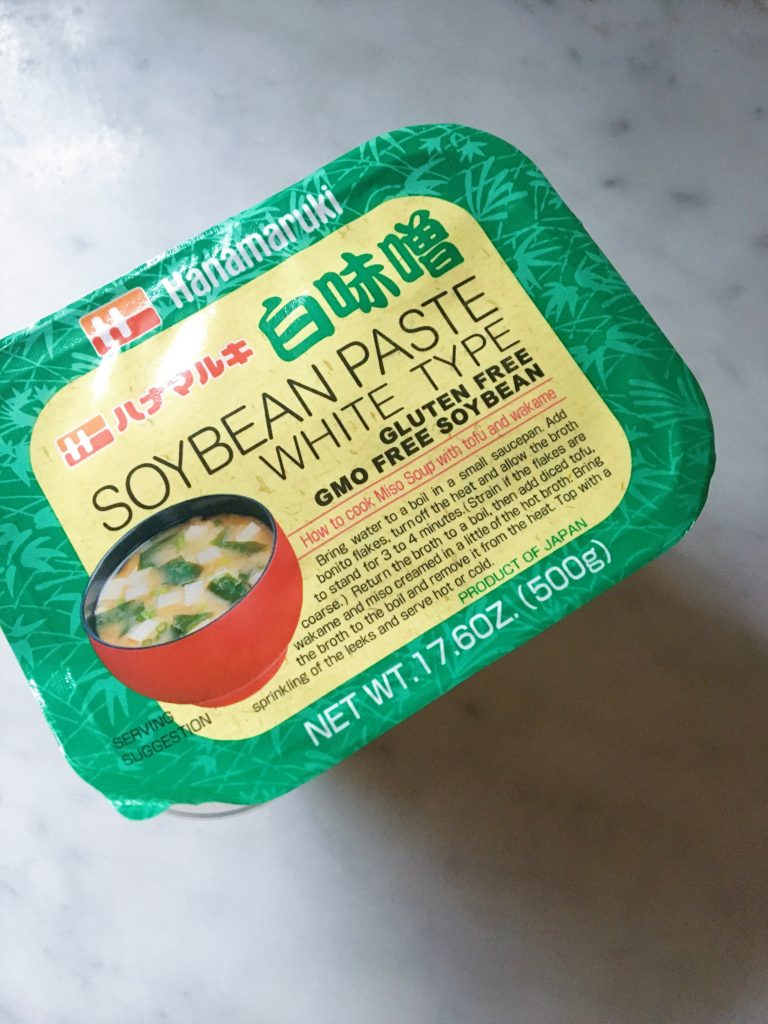 Hanamaruki
ハナマルキ
白味噌
SOYBEAN PASTE
WHITE TYPE
GLUTEN FREE
GMO FREE SOYBEAN
How to cook Miso Soup with tofu and wakame
Bring water to a boil in a small saucepan. Add
bonito flakes, turn off the heat and allow the broth
to stand for 3 to 4 minutes.(Strain if the flakes are
coarse.) Return the broth to a boil, then add diced tofu,
wakame and miso creamed in a little of the hot broth. Bring
the broth to the boil and remove it from the heat. Top with a
sprinkling of the leeks and serve hot or cold.
PRODUCT OF JAPAN
NET WT.17.6OZ. (500g)
SERVING
SUGGESTION